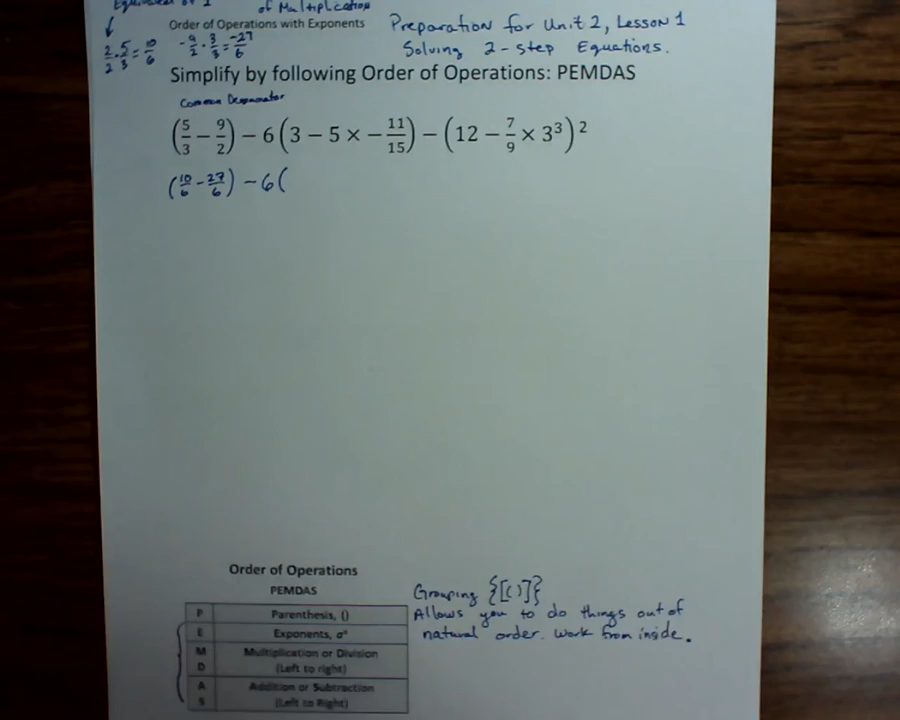 Equivalent of 1 of Multiplication
Order of Operations with Exponents
Preparation for Unit 2, Lesson 1
2/2 · 5/3 = 10/6 -9/2 · 3/3 = -27/6
Solving 2-step Equations.
Simplify by following Order of Operations: PEMDAS
Common Denominator
(5/3 − 9/2) − 6(3 − 5 × −11/15) − (12 − 7/9 × 3³)²
(10/6 - 27/6) - 6(
Order of Operations
PEMDAS
P Parenthesis, ()
E Exponents, aⁿ
M Multiplication or Division
D (Left to right)
A Addition or Subtraction
S (Left to Right)
Grouping {[()]}
Allows you to do things out of
natural order. Work from inside.